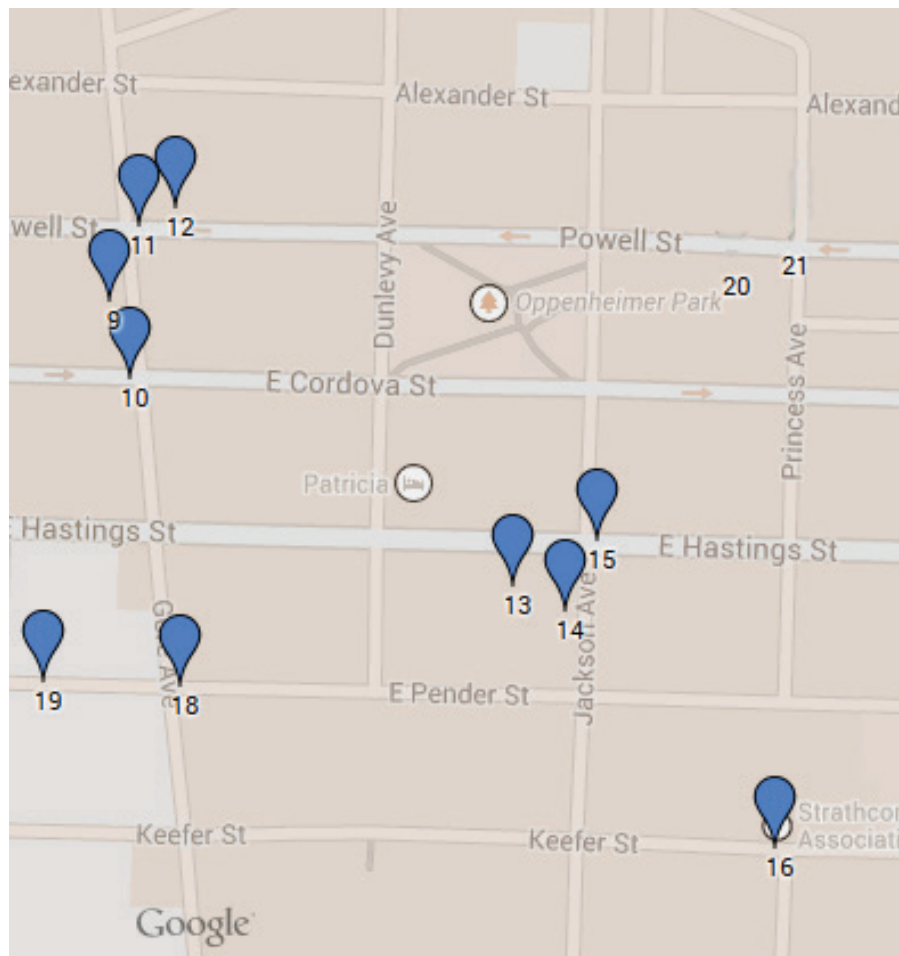 exander St
Alexander St
Alexand
12
11
well St
Powell St
21
20
Dunlevy Ave
9
Oppenheimer Park
10
E Cordova St
Princess Ave
Patricia
E Hastings St
15
E Hastings St
13
14
Gore Ave
Jackson Ave
19
18
E Pender St
Strathcon
Associati
Keefer St
Keefer St
16
Google